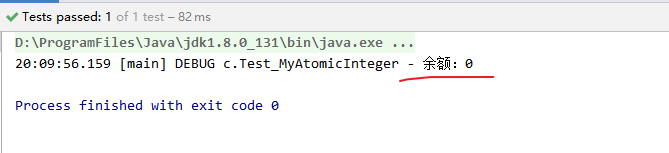 Tests passed: 1 of 1 test – 82 ms
D:\ProgramFiles\Java\jdk1.8.0_131\bin\java.exe ...
20:09:56.159 [main] DEBUG c.Test_MyAtomicInteger - 余额：0
Process finished with exit code 0